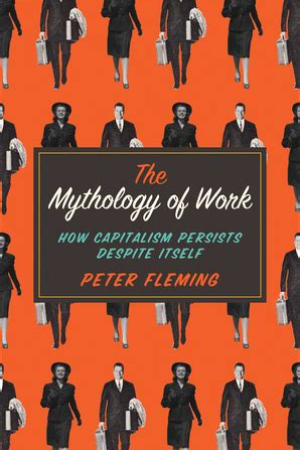 The
Mythology of Work
HOW CAPITALISM PERSISTS
DESPITE ITSELF
PETER FLEMING